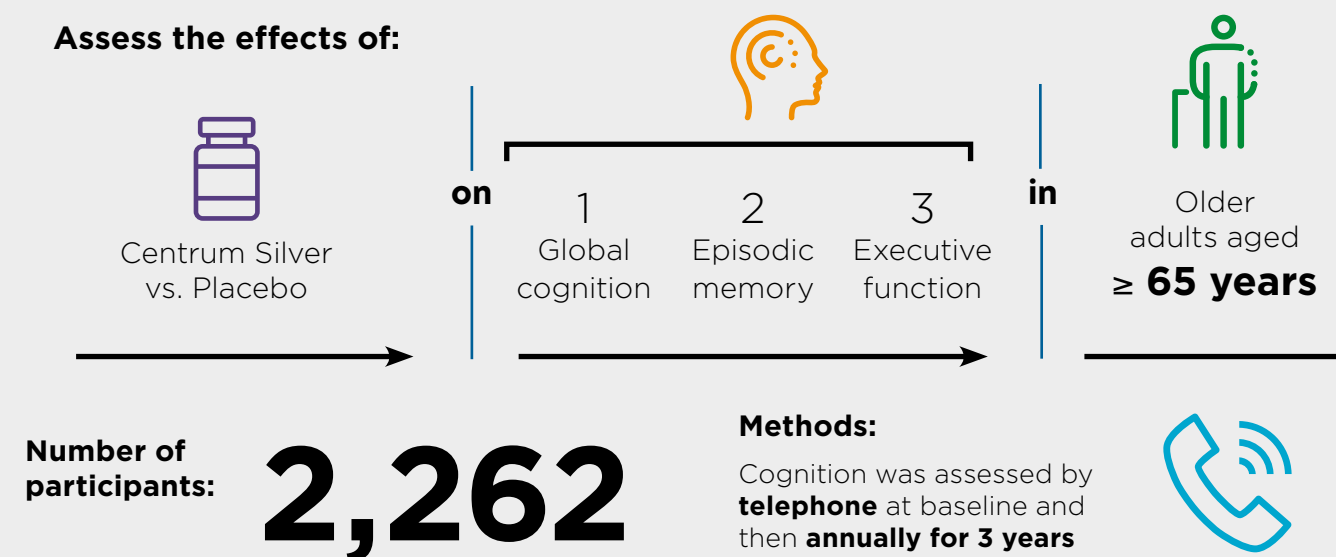 Assess the effects of:
Centrum Silver
vs. Placebo
on
1
Global
cognition
2
Episodic
memory
3
Executive
function
in
Older
adults aged
≥ 65 years
Number of
participants:
2,262
Methods:
Cognition was assessed by
telephone at baseline and
then annually for 3 years